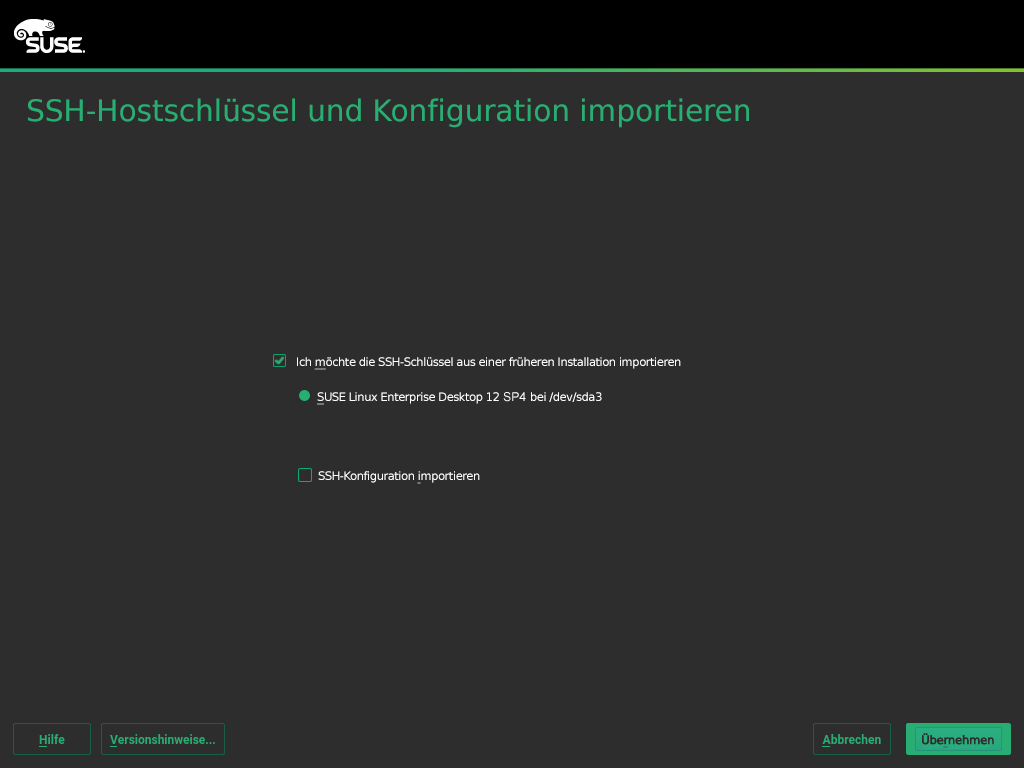 SUSE.
SSH-Hostschlüssel und Konfiguration importieren
Ich möchte die SSH-Schlüssel aus einer früheren Installation importieren
SUSE Linux Enterprise Desktop 12 SP4 bei /dev/sda3
SSH-Konfiguration importieren
Hilfe
Versionshinweise...
Abbrechen
Übernehmen